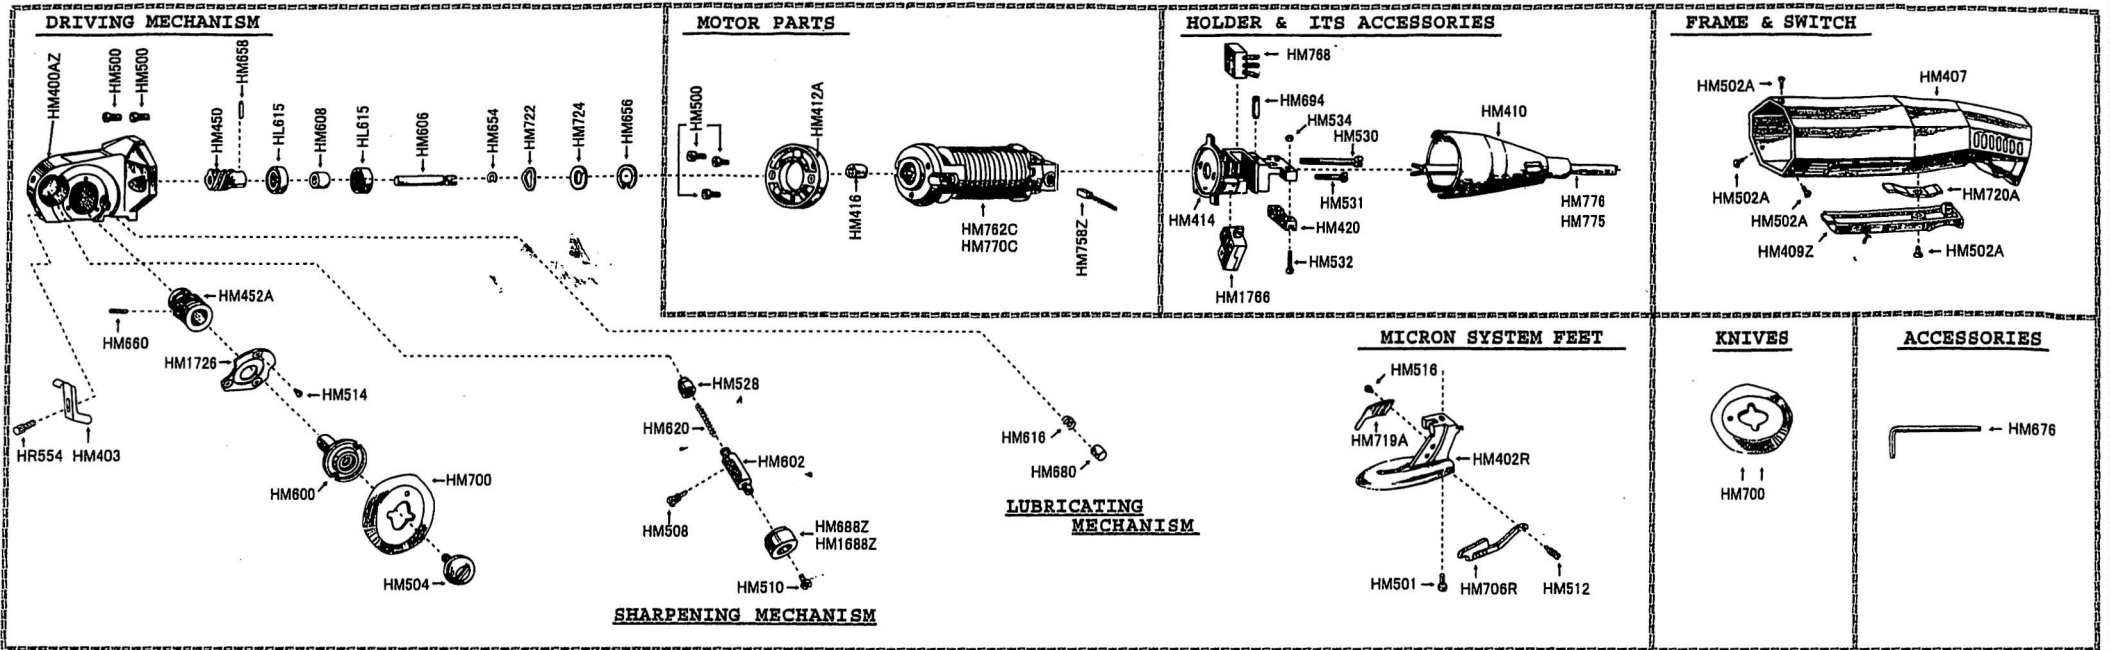 DRIVING MECHANISM
HM400AZ
HM500
HM500
HM658
HM450
HL615
HM608
HL615
HM606
HM654
HM722
HM724
HM656
HM452A
HM660
HM1726
HM514
HR554
HM403
HM600
HM700
HM504
HM528
HM620
HM602
HM508
HM688Z
HM1688Z
HM510
SHARPENING MECHANISM
HM616
HM680
LUBRICATING
MECHANISM
MOTOR PARTS
HM500
HM412A
HM416
HM762C
HM770C
HM758Z
HOLDER & ITS ACCESSORIES
HM768
HM694
HM534
HM530
HM410
HM414
HM531
HM420
HM532
HM1766
HM776
HM775
FRAME & SWITCH
HM502A
HM407
HM502A
HM502A
HM720A
HM409Z
HM502A
MICRON SYSTEM FEET
HM516
HM719A
HM402R
HM501
HM706R
HM512
KNIVES
HM700
ACCESSORIES
HM676